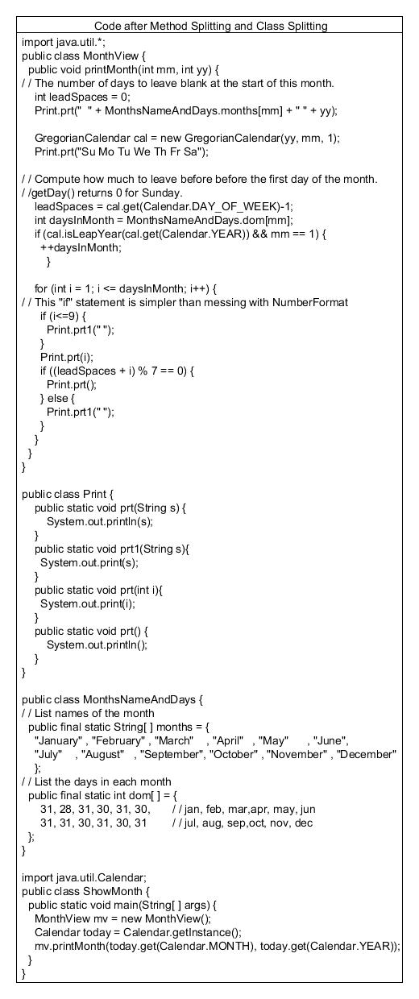 Code after Method Splitting and Class Splitting
import java.util.*;
public class MonthView {
public void printMonth(int mm, int yy) {
/ / The number of days to leave blank at the start of this month.
int leadSpaces = 0;
Print.prt("  " + MonthsNameAndDays.months[mm] + " " + yy);
GregorianCalendar cal = new GregorianCalendar(yy, mm, 1);
Print.prt("Su Mo Tu We Th Fr Sa");
/ / Compute how much to leave before before the first day of the month.
/ /getDay() returns 0 for Sunday.
leadSpaces = cal.get(Calendar.DAY_OF_WEEK)-1;
int daysInMonth = MonthsNameAndDays.dom[mm];
if (cal.isLeapYear(cal.get(Calendar.YEAR)) && mm == 1) {
++daysInMonth;
}
for (int i = 1; i <= daysInMonth; i++) {
/ / This "if" statement is simpler than messing with NumberFormat
if (i<=9) {
Print.prt1(" ");
}
Print.prt(i);
if ((leadSpaces + i) % 7 == 0) {
Print.prt();
} else {
Print.prt1(" ");
}
}
}
}
public class Print {
public static void prt(String s) {
System.out.println(s);
}
public static void prt1(String s){
System.out.print(s);
}
public static void prt(int i){
System.out.print(i);
}
public static void prt() {
System.out.println();
}
}
public class MonthsNameAndDays {
/ / List names of the month
public final static String[ ] months = {
"January" , "February" , "March"    , "April"   , "May"      , "June",
"July"    , "August"   , "September", "October" , "November" , "December"
};
/ / List the days in each month
public final static int dom[ ] = {
31, 28, 31, 30, 31, 30,       / / jan, feb, mar,apr, may, jun
31, 31, 30, 31, 30, 31        / / jul, aug, sep,oct, nov, dec
};
}
import java.util.Calendar;
public class ShowMonth {
public static void main(String[ ] args) {
MonthView mv = new MonthView();
Calendar today = Calendar.getInstance();
mv.printMonth(today.get(Calendar.MONTH), today.get(Calendar.YEAR));
}
}